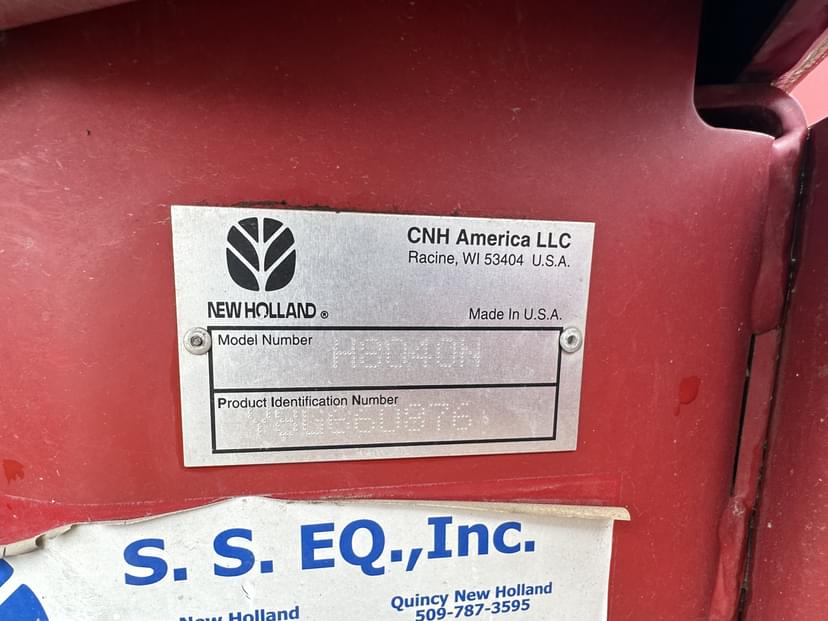 CNH America LLC
Racine, WI 53404 U.S.A.
NEW HOLLAND ®
Made In U.S.A.
Model Number
H8040N
Product Identification Number
S. S. EQ.,Inc.
New Holland
Quincy New Holland
509-787-3595